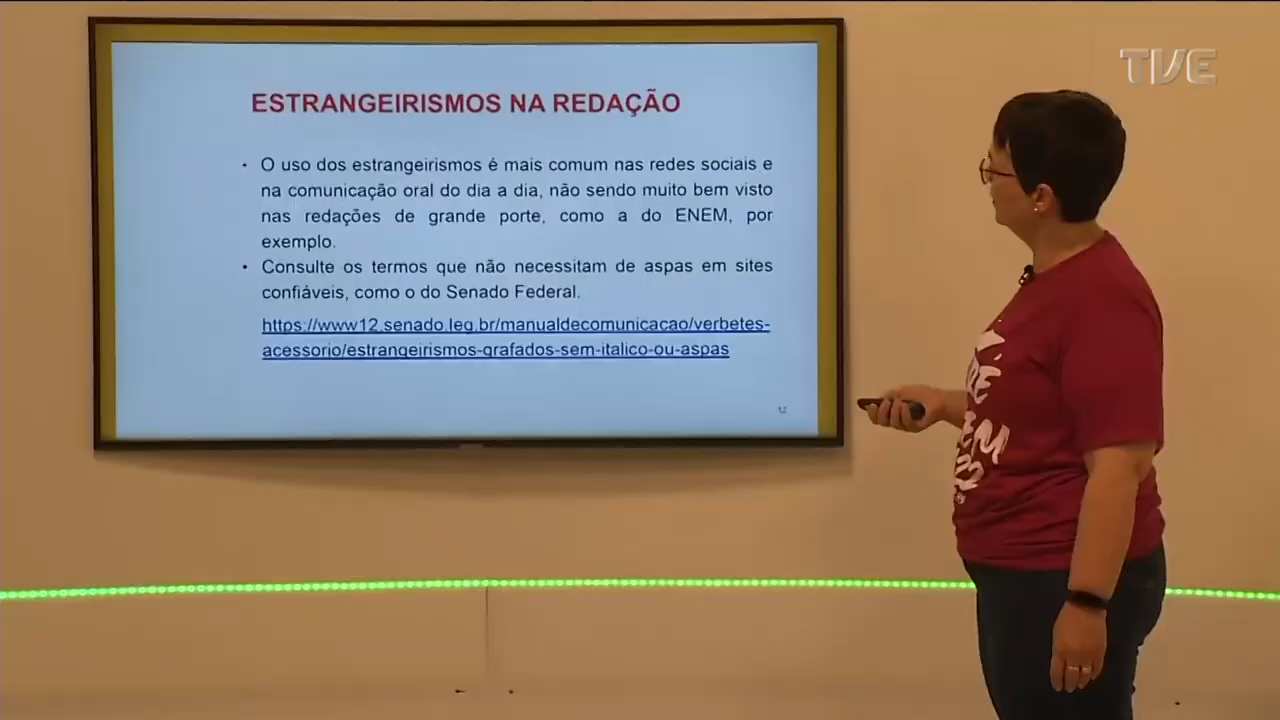 TVE
ESTRANGEIRISMOS NA REDAÇÃO
• O uso dos estrangeirismos é mais comum nas redes sociais e
na comunicação oral do dia a dia, não sendo muito bem visto
nas redações de grande porte, como a do ENEM, por
exemplo.
• Consulte os termos que não necessitam de aspas em sites
confiáveis, como o do Senado Federal.
https://www12.senado.leg.br/manualdecomunicacao/verbetes-
acessorio/estrangeirismos-grafados-sem-italico-ou-aspas
12